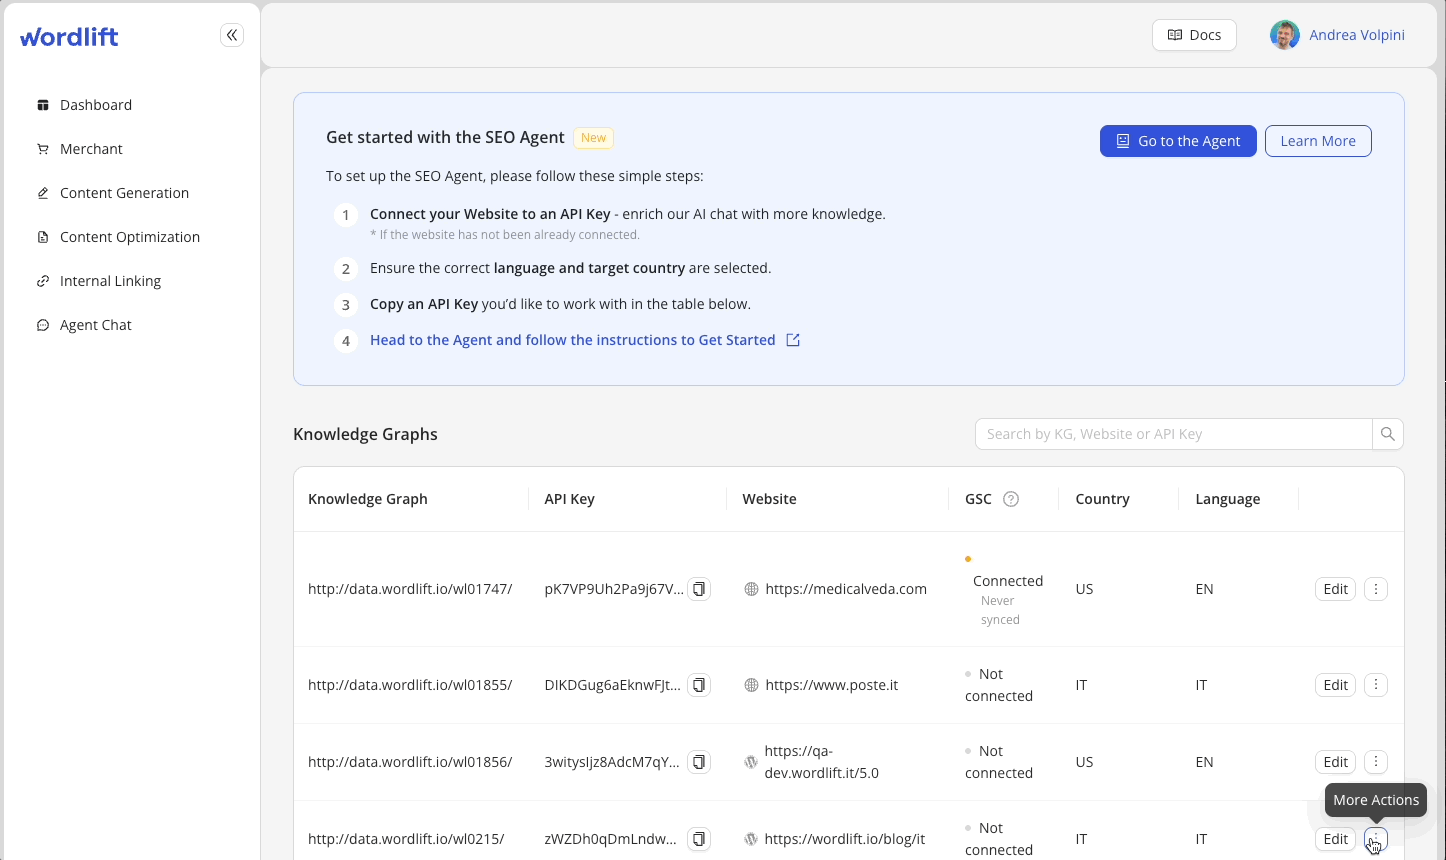 wordlift
Docs
Andrea Volpini
Dashboard
Merchant
Content Generation
Content Optimization
Internal Linking
Agent Chat
Get started with the SEO Agent New
Go to the Agent
Learn More
To set up the SEO Agent, please follow these simple steps:
1 Connect your Website to an API Key - enrich our AI chat with more knowledge.
* If the website has not been already connected.
2 Ensure the correct language and target country are selected.
3 Copy an API Key you’d like to work with in the table below.
4 Head to the Agent and follow the instructions to Get Started
Knowledge Graphs
Search by KG, Website or API Key
Knowledge Graph API Key Website GSC ? Country Language
http://data.wordlift.io/wl01747/ pK7VP9Uh2Pa9j67V... https://medicalveda.com Connected US EN Edit
Never
synced
http://data.wordlift.io/wl01855/ DIKDGug6aEknwFJt... https://www.poste.it Not IT IT Edit
connected
http://data.wordlift.io/wl01856/ 3witysIjz8AdcM7qY... https://qa- Not US EN Edit
dev.wordlift.it/5.0 connected
More Actions
http://data.wordlift.io/wl0215/ zWZDh0qDmLndw... https://wordlift.io/blog/it Not IT IT Edit
connected